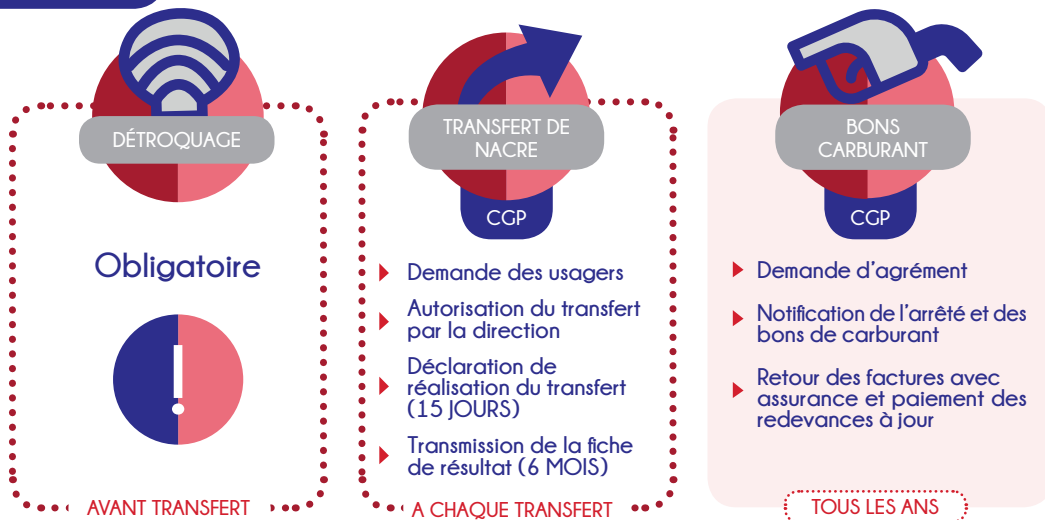 DÉTROQUAGE
Obligatoire
!
AVANT TRANSFERT
TRANSFERT DE
NACRE
CGP
Demande des usagers
Autorisation du transfert
par la direction
Déclaration de
réalisation du transfert
(15 JOURS)
Transmission de la fiche
de résultat (6 MOIS)
A CHAQUE TRANSFERT
BONS
CARBURANT
CGP
Demande d'agrément
Notification de l'arrêté et des
bons de carburant
Retour des factures avec
assurance et paiement des
redevances à jour
TOUS LES ANS